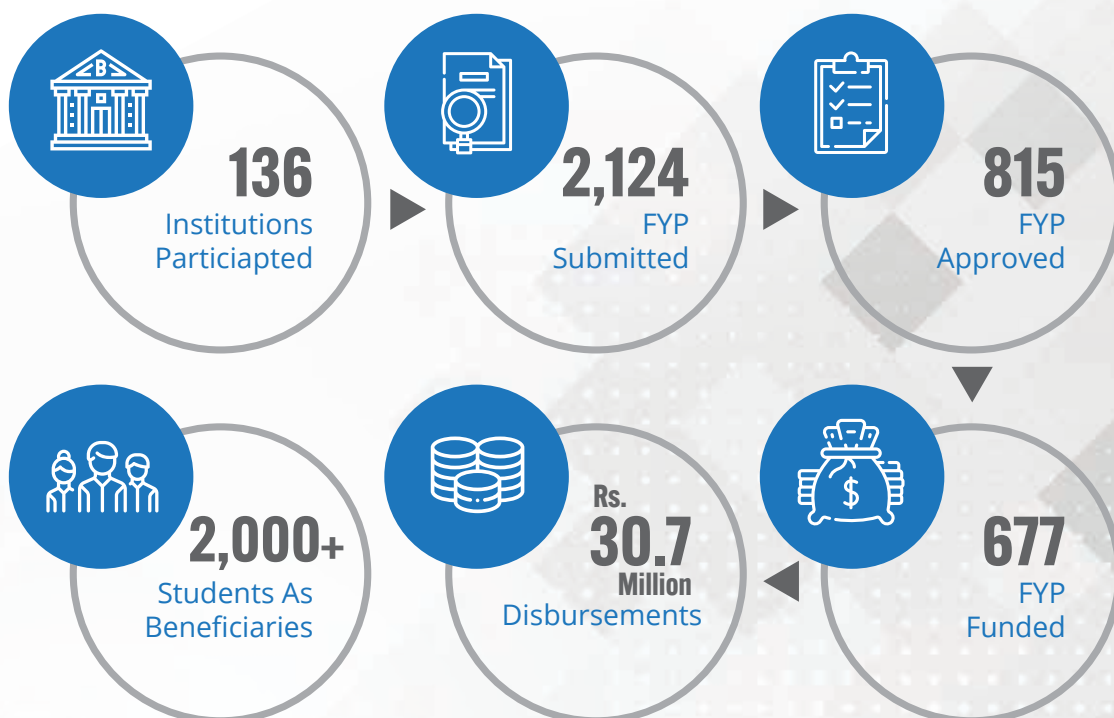 136
Institutions
Particiapted
2,124
FYP
Submitted
815
FYP
Approved
677
FYP
Funded
Rs.
30.7
Million
Disbursements
2,000+
Students As
Beneficiaries